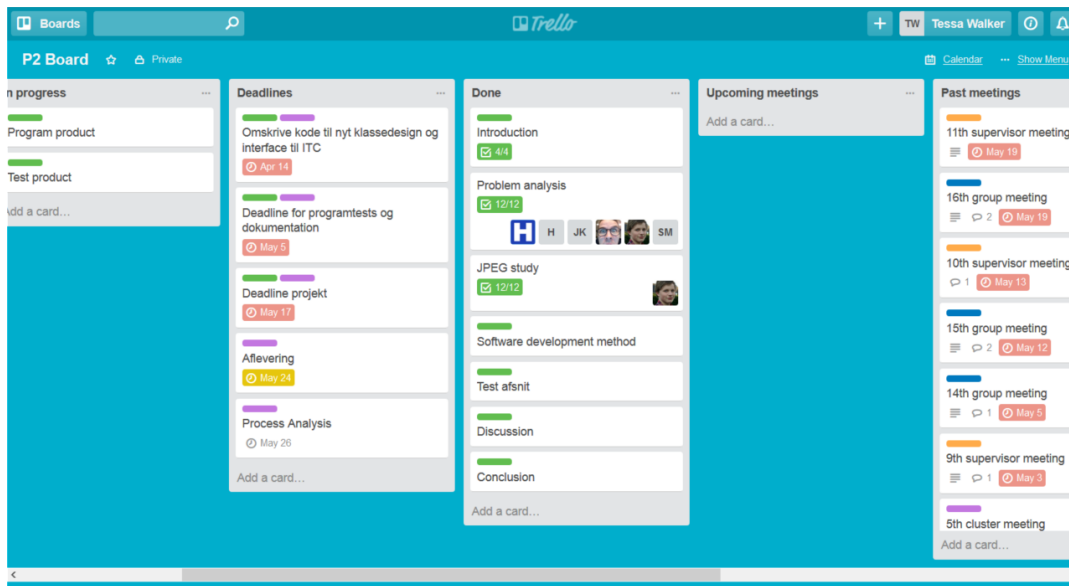 Boards
Trello
TW Tessa Walker
P2 Board
Private
Calendar
Show Menu
n progress
Program product
Test product
Add a card...
Deadlines
Omskrive kode til nyt klassedesign og
interface til ITC
Apr 14
Deadline for programtests og
dokumentation
May 5
Deadline projekt
May 17
Aflevering
May 24
Process Analysis
May 26
Add a card...
Done
Introduction
4/4
Problem analysis
12/12
H H JK SM
JPEG study
12/12
Software development method
Test afsnit
Discussion
Conclusion
Add a card...
Upcoming meetings
Add a card...
Past meetings
11th supervisor meeting
May 19
16th group meeting
2 May 19
10th supervisor meeting
1 May 13
15th group meeting
2 May 12
14th group meeting
1 May 5
9th supervisor meeting
1 May 3
5th cluster meeting
Add a card...